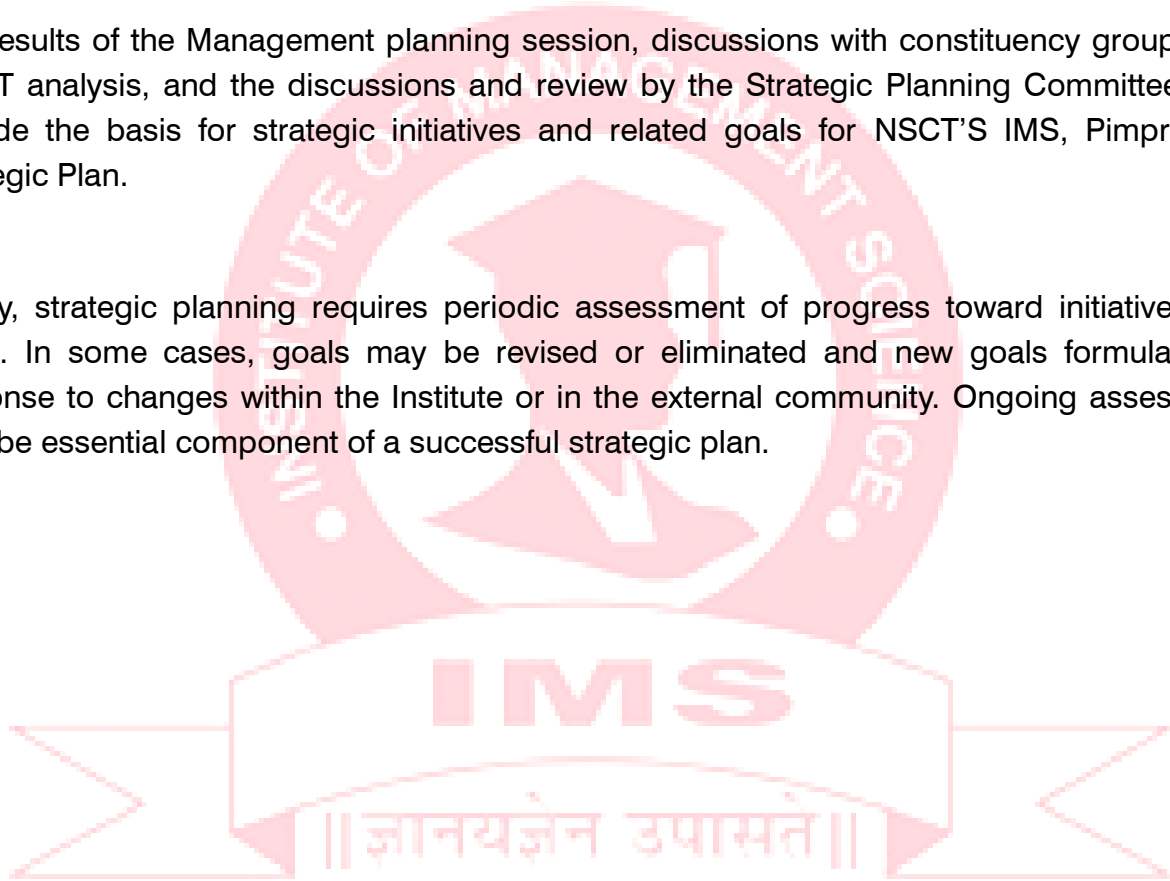 esults of the Management planning session, discussions with constituency group
T analysis, and the discussions and review by the Strategic Planning Committee
de the basis for strategic initiatives and related goals for NSCT’S IMS, Pimpr
egic Plan.
y, strategic planning requires periodic assessment of progress toward initiative
. In some cases, goals may be revised or eliminated and new goals formula
onse to changes within the Institute or in the external community. Ongoing asses
be essential component of a successful strategic plan.
INSTITUTE OF MANAGEMENT SCIENCE
IMS
||ज्ञानयज्ञेन उपासते||